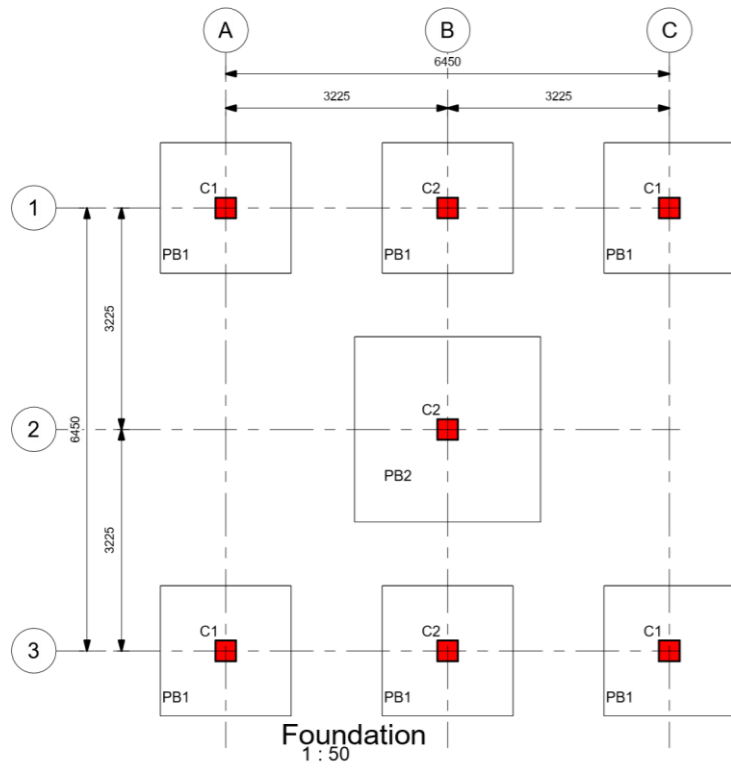 A B C
6450
3225 3225
C1 C2 C1
1
PB1 PB1 PB1
3225
C2
2
6450
PB2
3225
C1 C2 C1
3
PB1 PB1 PB1
Foundation
1 : 50